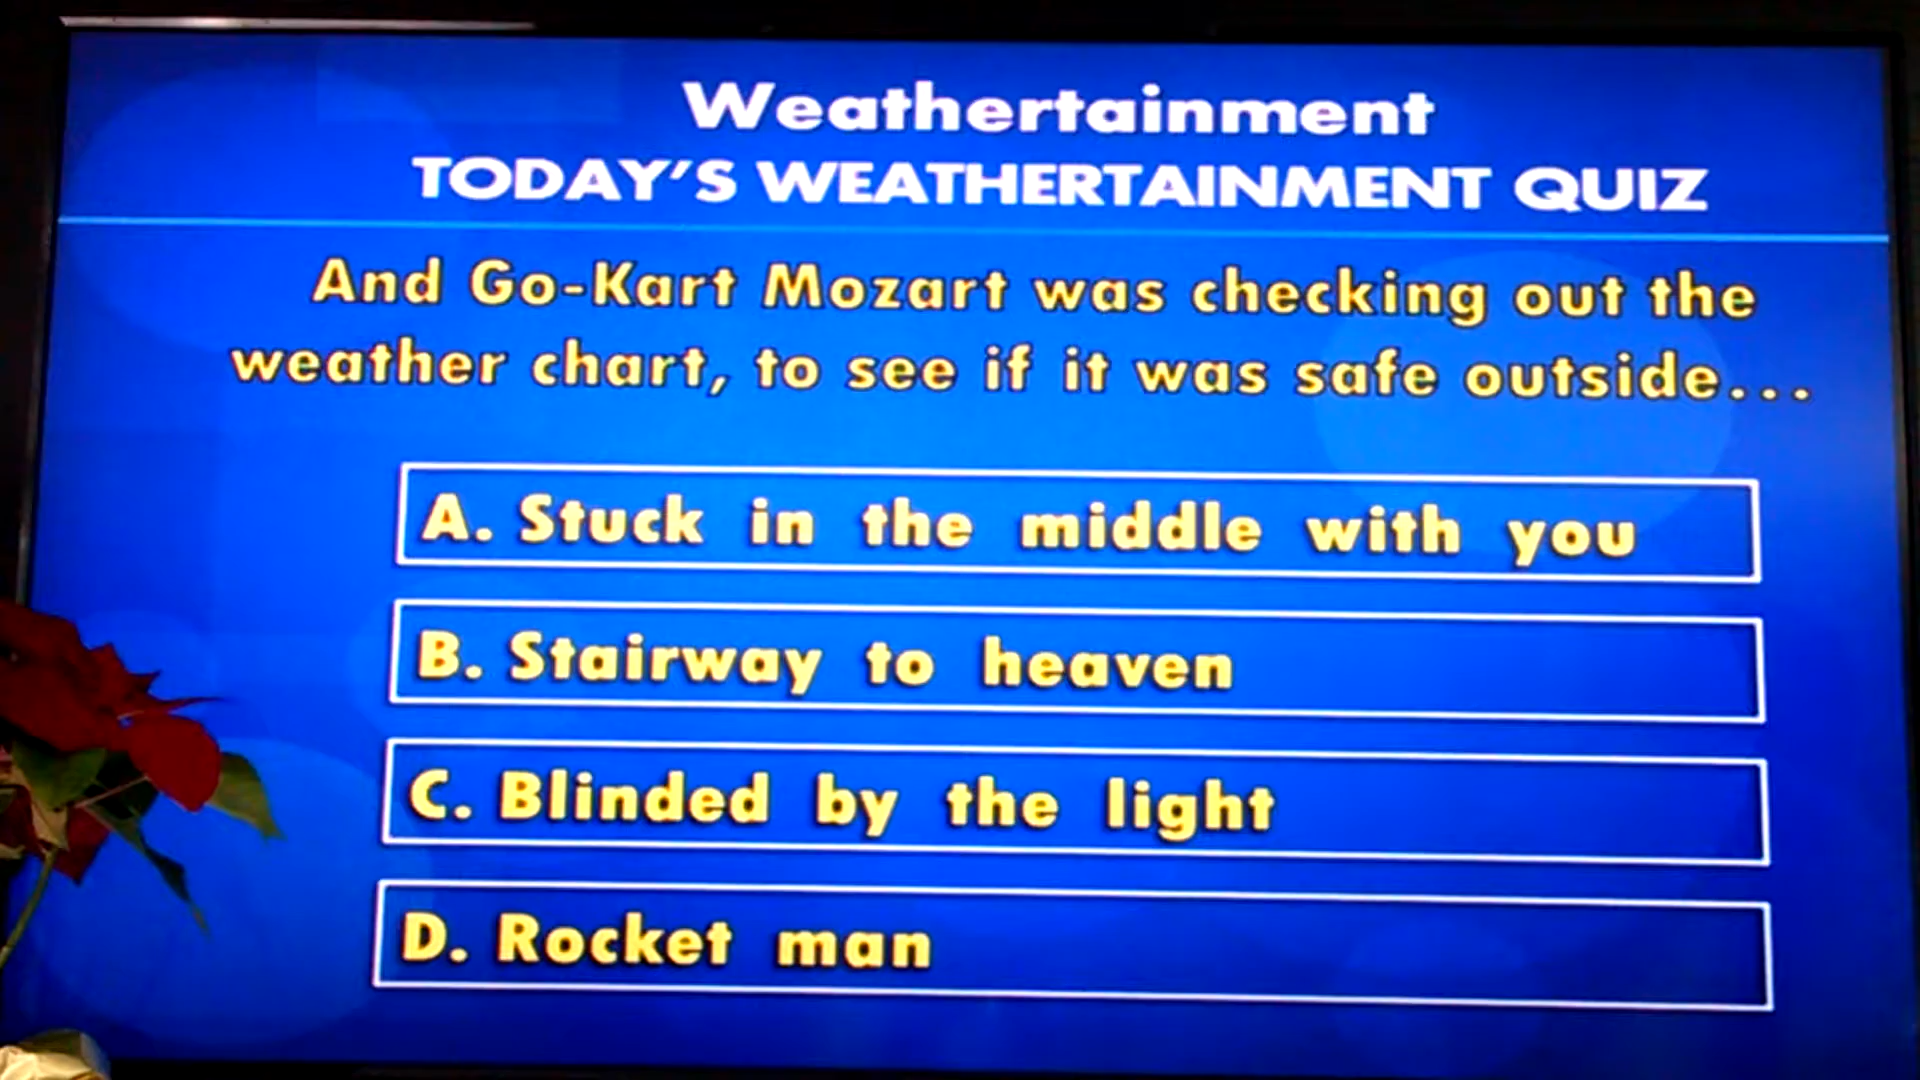 Weathertainment
TODAY'S WEATHERTAINMENT QUIZ
And Go-Kart Mozart was checking out the
weather chart, to see if it was safe outside...
A. Stuck in the middle with you
B. Stairway to heaven
C. Blinded by the light
D. Rocket man